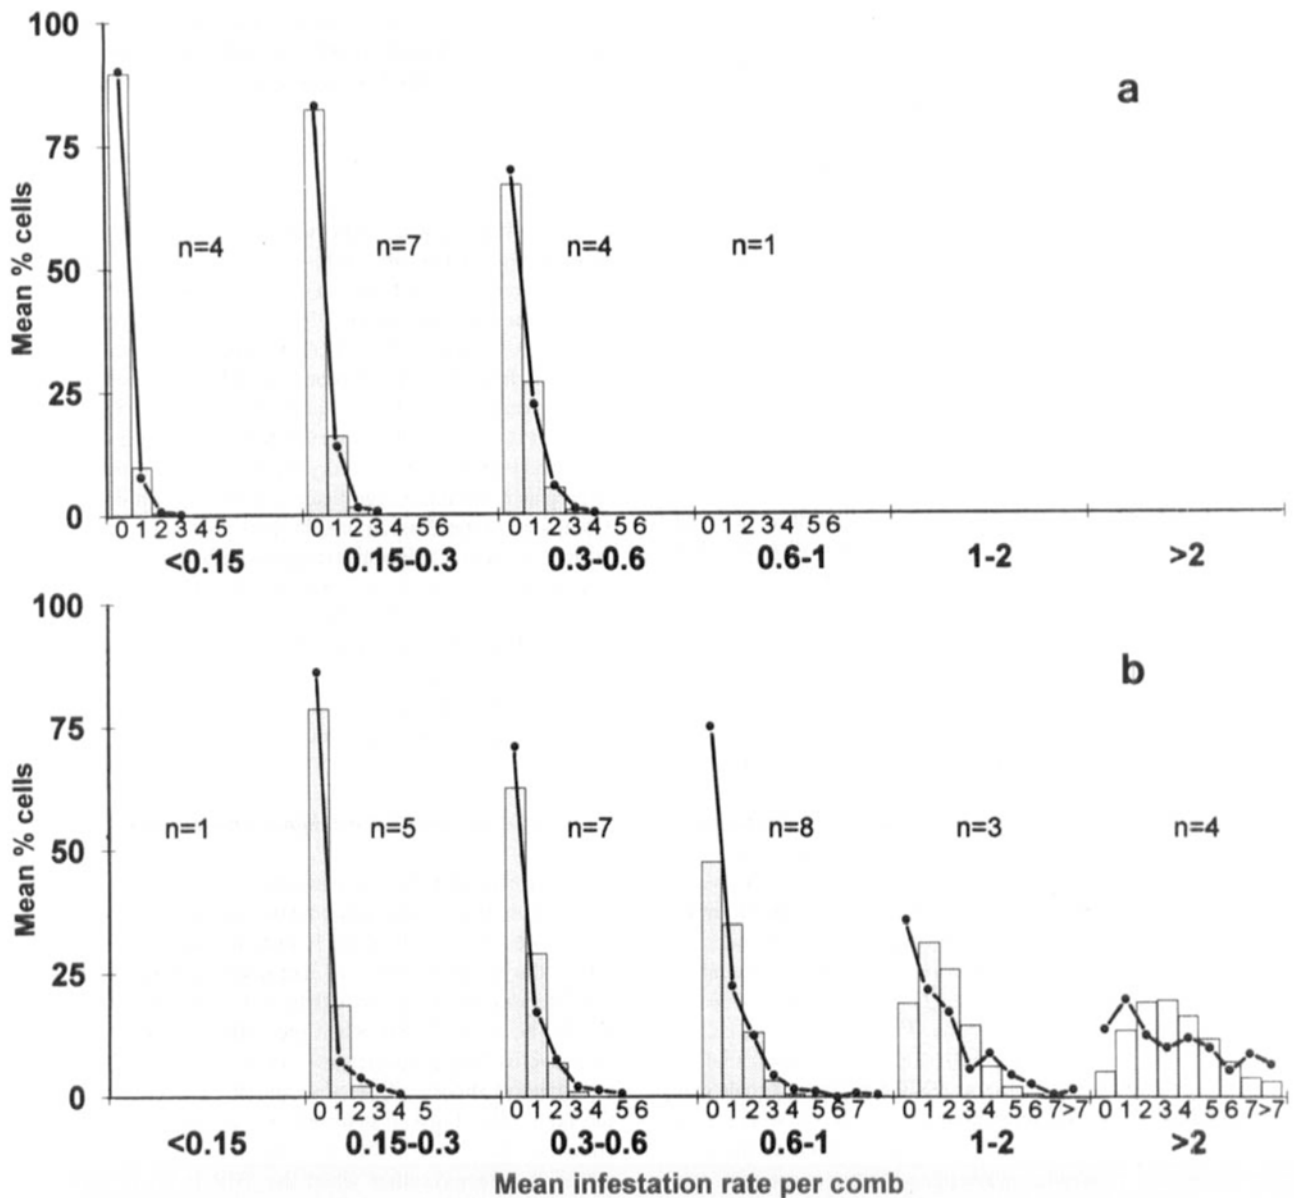 100
a
75
Mean % cells
n=4 n=7 n=4 n=1
50
25
0
0 1 2 3 4 5 0 1 2 3 4 5 6 0 1 2 3 4 5 6 0 1 2 3 4 5 6
<0.15 0.15-0.3 0.3-0.6 0.6-1 1-2 >2
100
b
75
Mean % cells
n=1 n=5 n=7 n=8 n=3 n=4
50
25
0
0 1 2 3 4 5 0 1 2 3 4 5 6 0 1 2 3 4 5 6 7 0 1 2 3 4 5 6 7 >7 0 1 2 3 4 5 6 7 >7
<0.15 0.15-0.3 0.3-0.6 0.6-1 1-2 >2
Mean infestation rate per comb